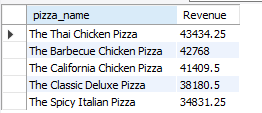 pizza_name Revenue
The Thai Chicken Pizza 43434.25
The Barbecue Chicken Pizza 42768
The California Chicken Pizza 41409.5
The Classic Deluxe Pizza 38180.5
The Spicy Italian Pizza 34831.25